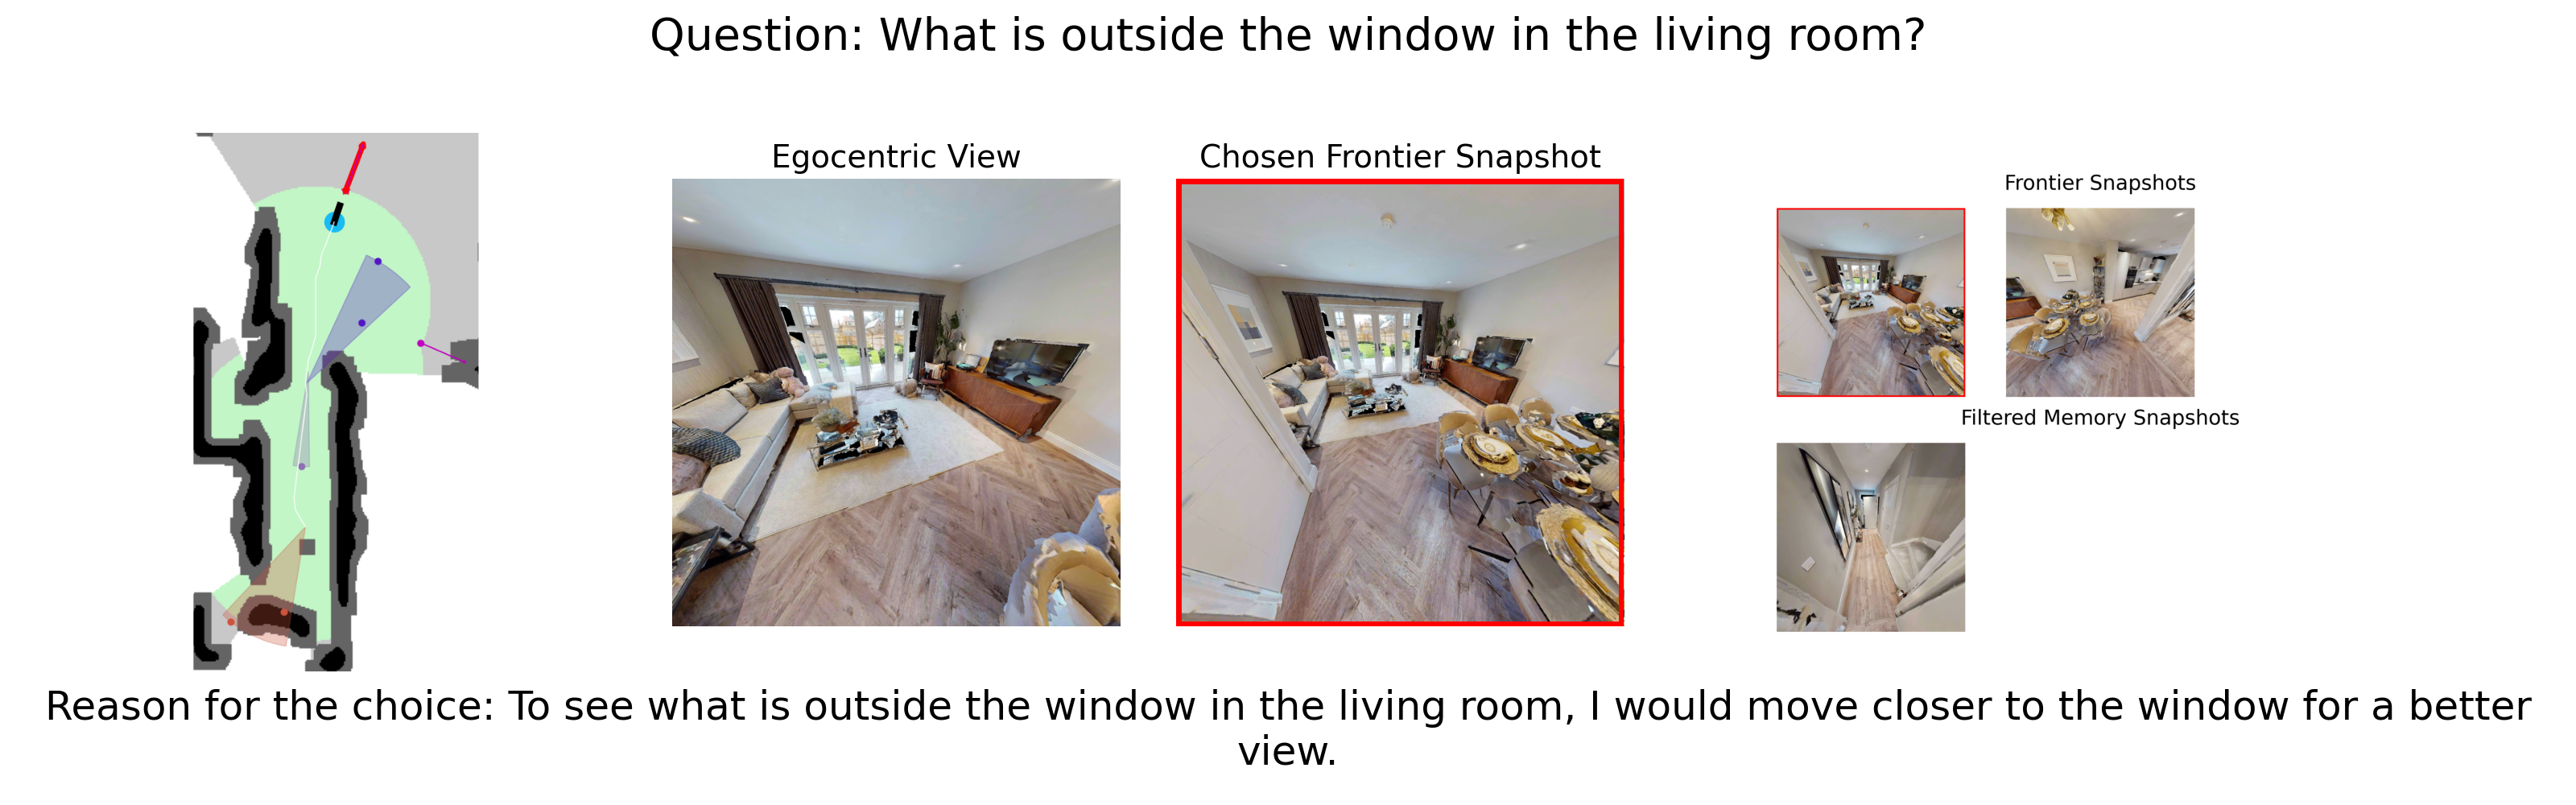 Question: What is outside the window in the living room?
Egocentric View
Chosen Frontier Snapshot
Frontier Snapshots
Filtered Memory Snapshots
Reason for the choice: To see what is outside the window in the living room, I would move closer to the window for a better
view.